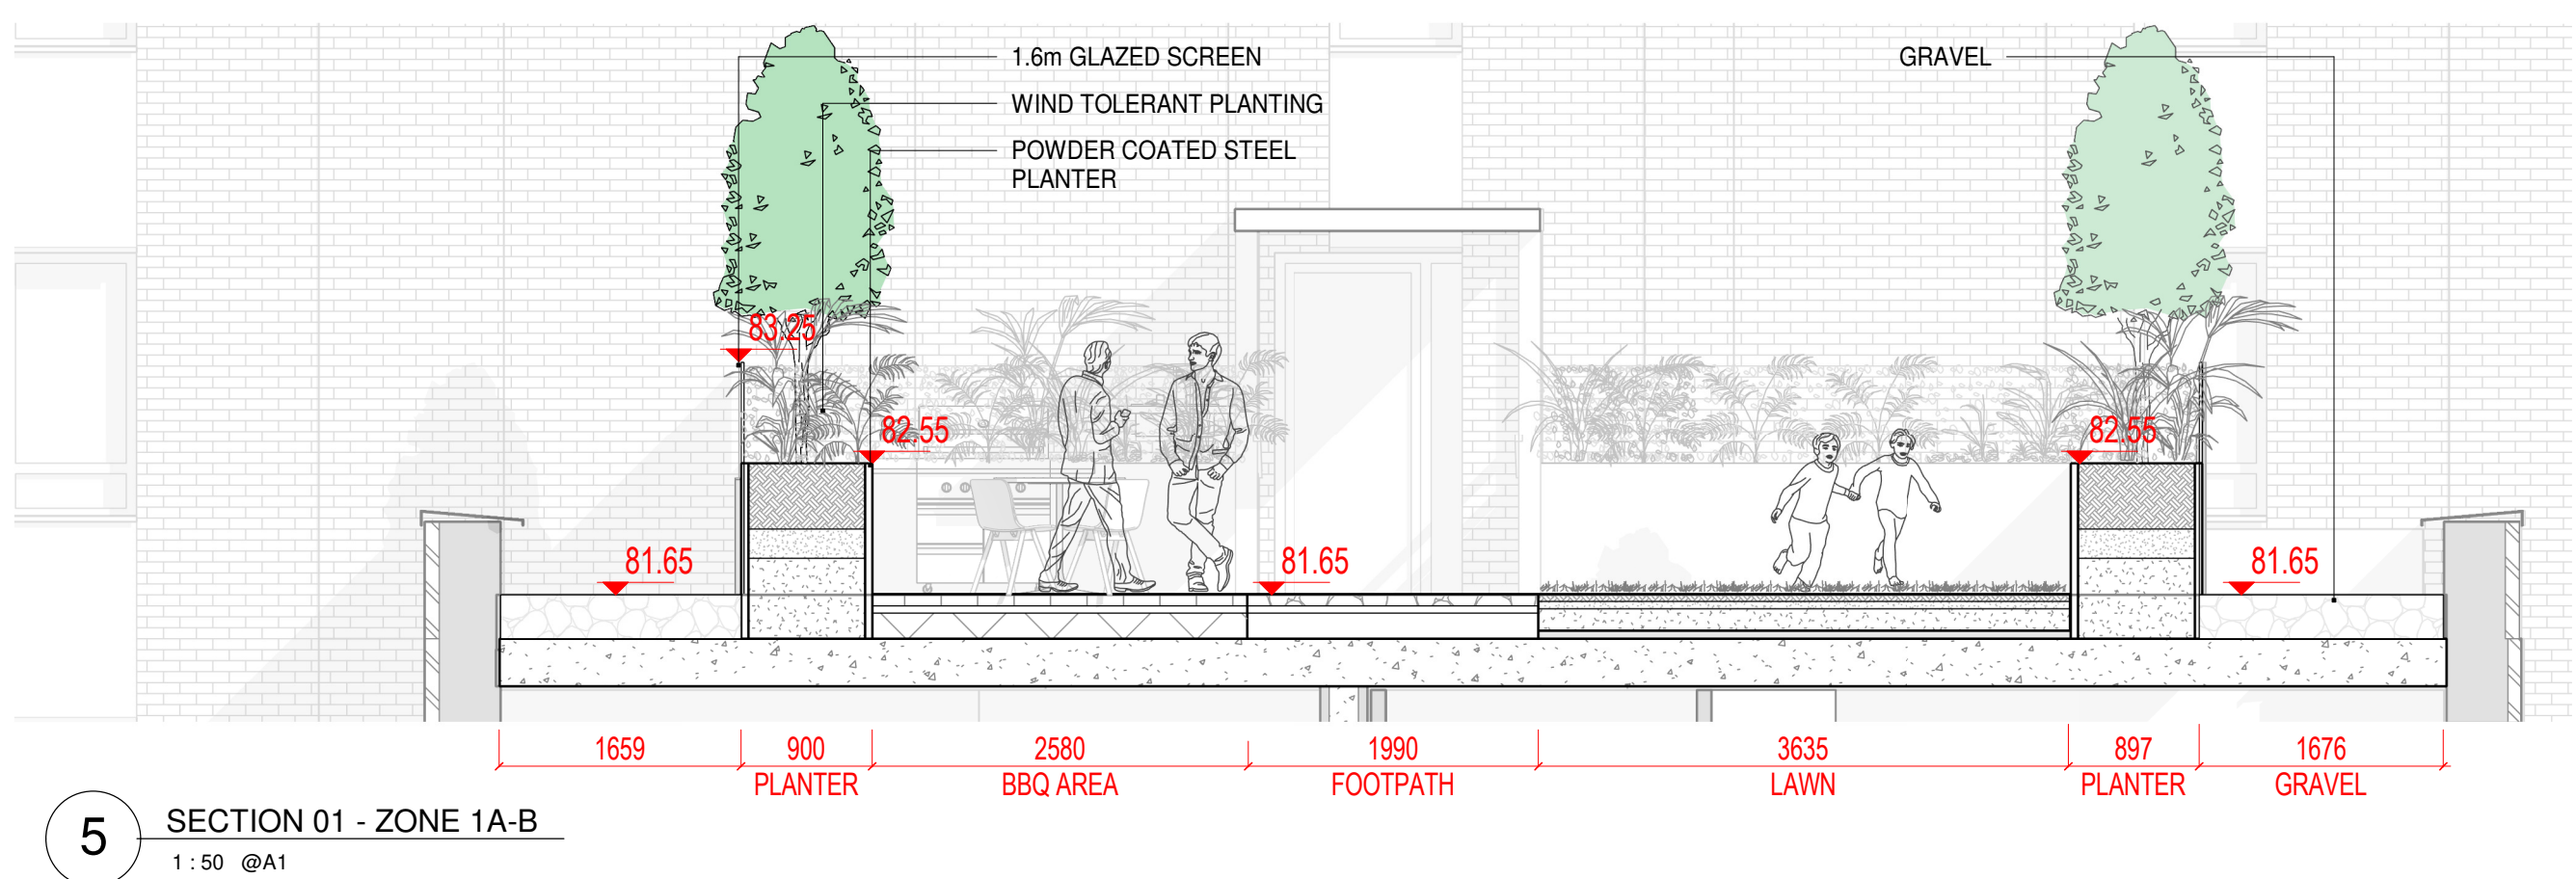 1.6m GLAZED SCREEN
GRAVEL
WIND TOLERANT PLANTING
POWDER COATED STEEL
PLANTER
83.25
82.55
82.55
81.65
81.65
81.65
1659
900
2580
1990
3635
897
1676
PLANTER
BBQ AREA
FOOTPATH
LAWN
PLANTER
GRAVEL
5
SECTION 01 - ZONE 1A-B
1 : 50 @A1